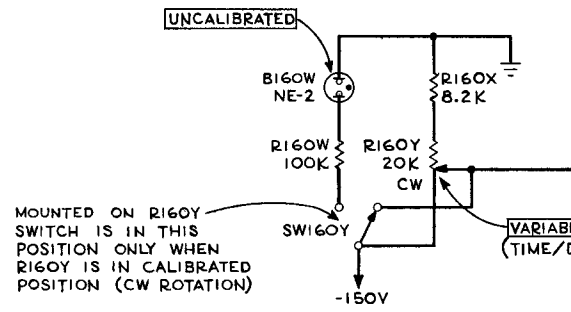 UNCALIBRATED
B160W
NE-2
R160X
8.2K
R160W
100K
R160Y
20K
CW
MOUNTED ON R160Y
SWITCH IS IN THIS
POSITION ONLY WHEN
R160Y IS IN CALIBRATED
POSITION (CW ROTATION)
SW160Y
-150V